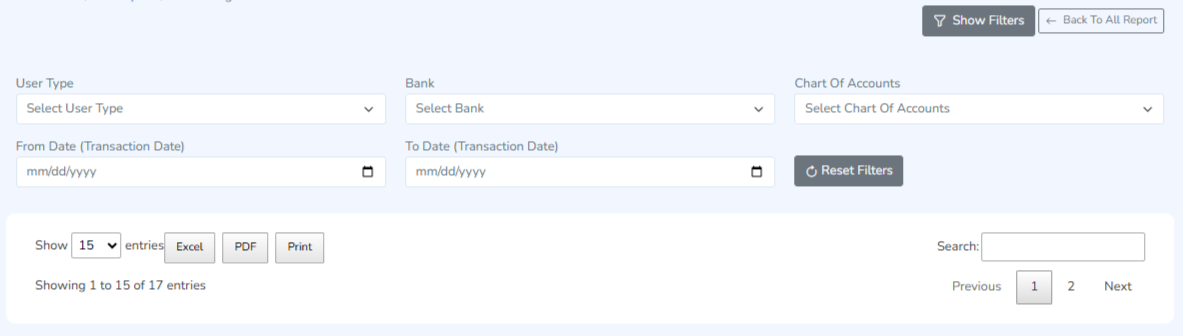 Show Filters
← Back To All Report
User Type
Bank
Chart Of Accounts
Select User Type
Select Bank
Select Chart Of Accounts
From Date (Transaction Date)
To Date (Transaction Date)
mm/dd/yyyy
mm/dd/yyyy
Reset Filters
Show 15 entries Excel PDF Print
Search:
Showing 1 to 15 of 17 entries
Previous 1 2 Next